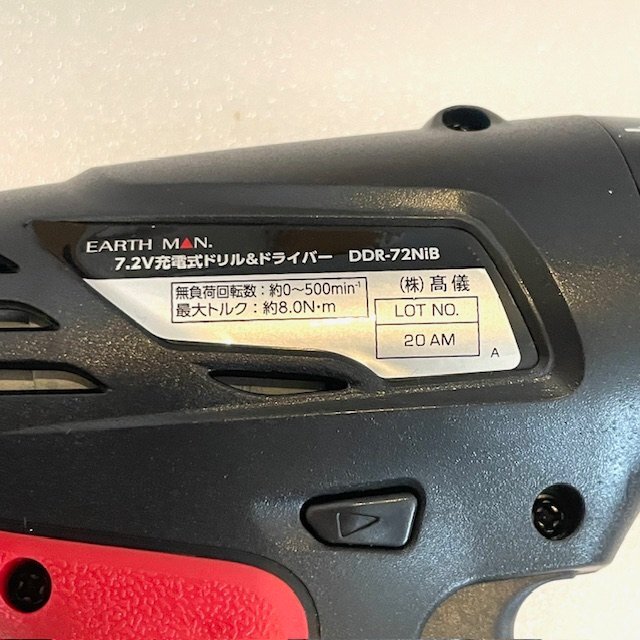 EARTH MAN.
7.2V充電式ドリル&ドライバー DDR-72NiB
無負荷回転数：約0～500min-1
最大トルク：約8.0N・m
(株)髙儀
LOT NO.
20 AM
A